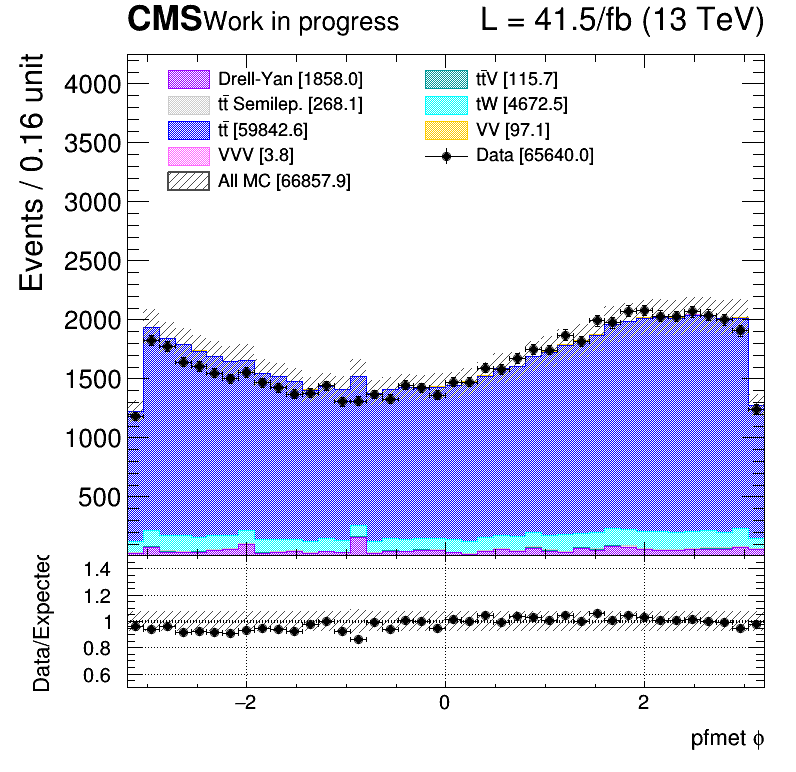 CMS Work in progress L = 41.5/fb (13 TeV)
Events / 0.16 unit
4000
3500
3000
2500
2000
1500
1000
500
Drell-Yan [1858.0]
tt̄ Semilep. [268.1]
tt̄ [59842.6]
VVV [3.8]
All MC [66857.9]
tt̄V [115.7]
tW [4672.5]
VV [97.1]
Data [65640.0]
Data/Expected
1.4
1.2
1
0.8
0.6
−2 0 2
pfmet ϕ